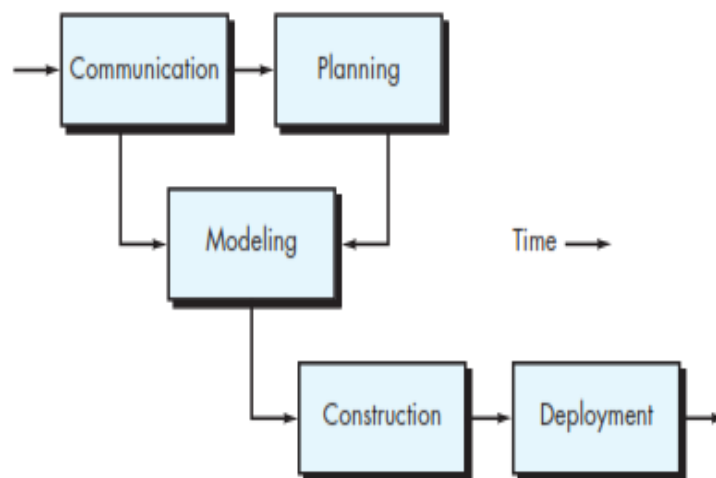 Communication
Planning
Modeling
Time
Construction
Deployment